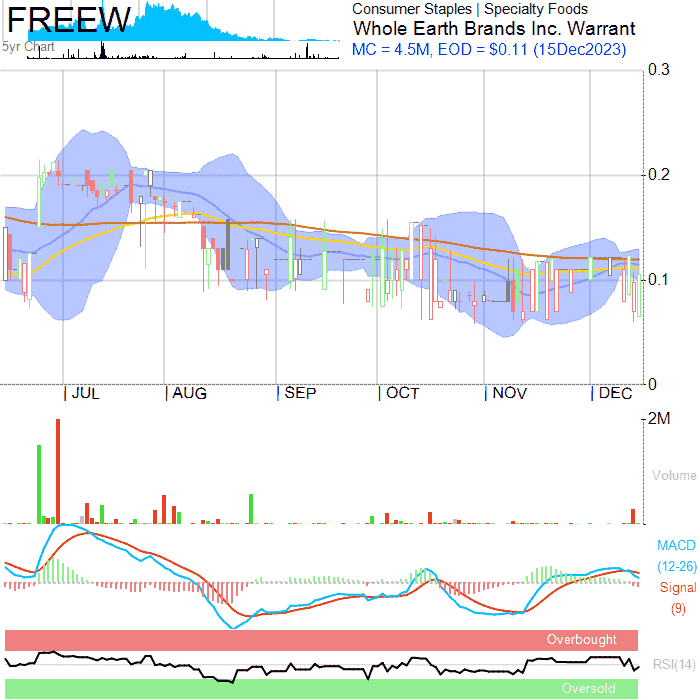 FREEW
5yr Chart
Consumer Staples | Specialty Foods
Whole Earth Brands Inc. Warrant
MC = 4.5M, EOD = $0.11 (15Dec2023)
0.3
0.2
0.1
0
JUL AUG SEP OCT NOV DEC
2M
Volume
MACD
(12-26)
Signal
(9)
Overbought
RSI(14)
Oversold